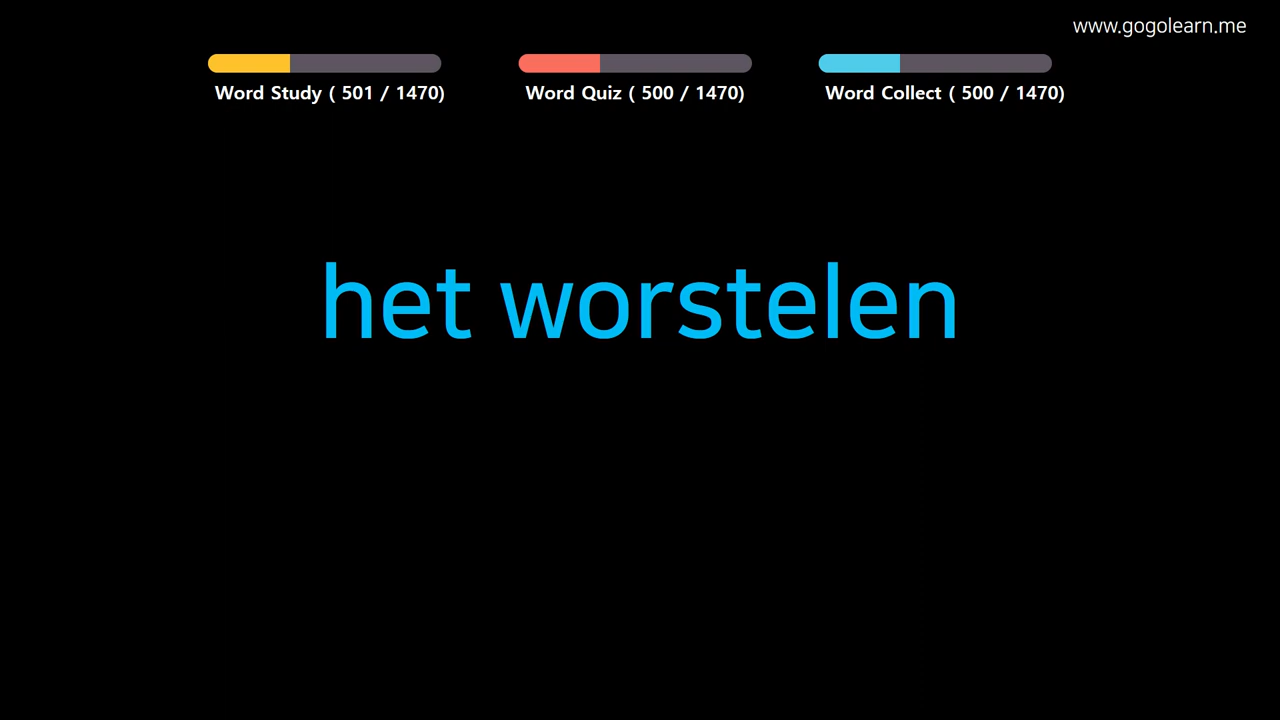 www.gogolearn.me
Word Study ( 501 / 1470)
Word Quiz ( 500 / 1470)
Word Collect ( 500 / 1470)
het worstelen